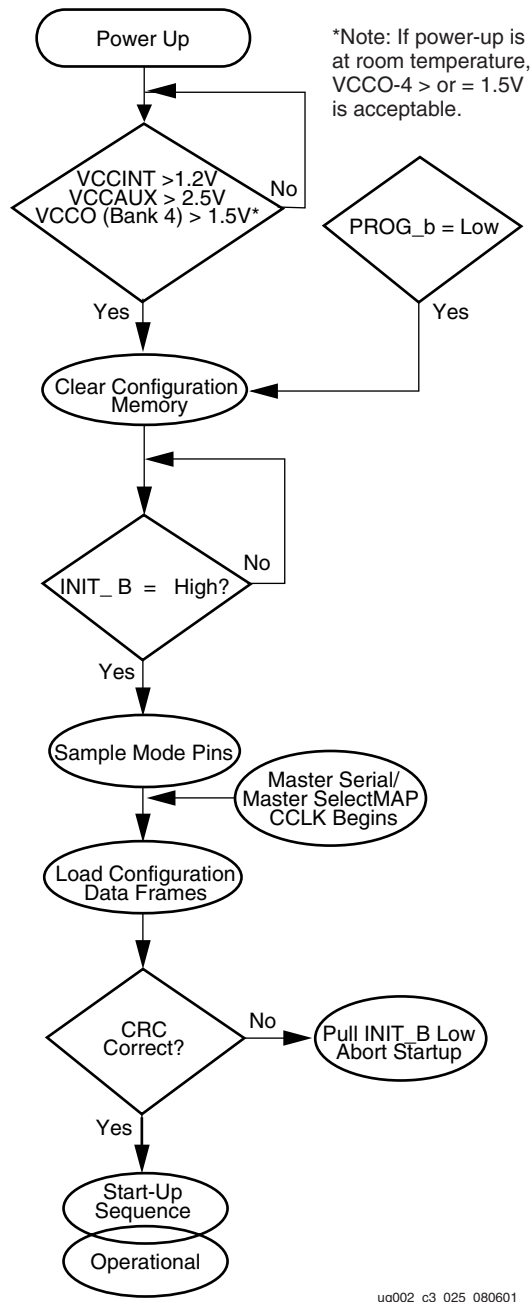 Power Up
*Note: If power-up is
at room temperature,
VCCO-4 > or = 1.5V
is acceptable.
VCCINT >1.2V
VCCAUX > 2.5V
VCCO (Bank 4) > 1.5V*
No
PROG_b = Low
Yes
Yes
Clear Configuration
Memory
No
INIT_ B = High?
Yes
Sample Mode Pins
Master Serial/
Master SelectMAP
CCLK Begins
Load Configuration
Data Frames
CRC
Correct?
No
Pull INIT_B Low
Abort Startup
Yes
Start-Up
Sequence
Operational
ug002_c3_025_080601